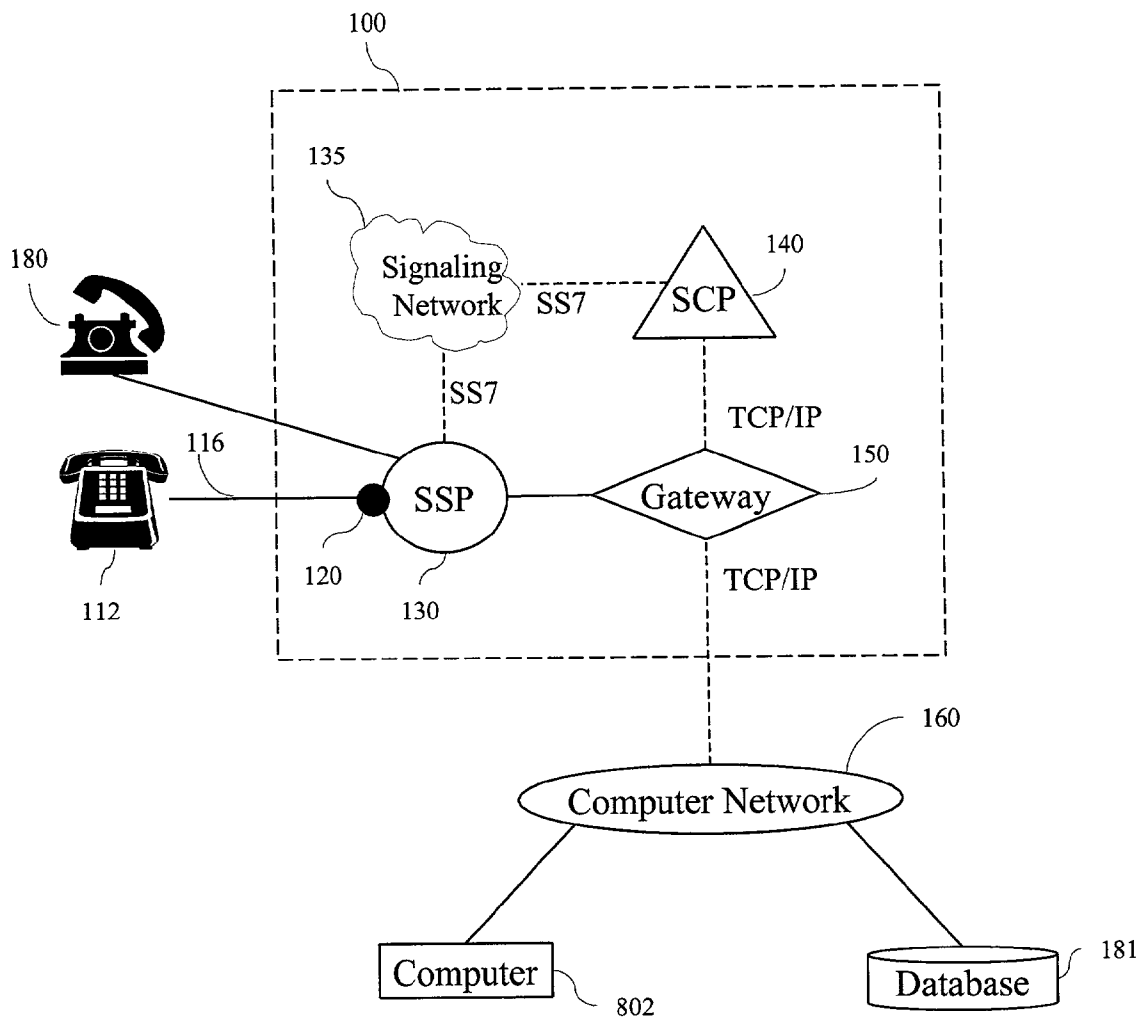 100
135
180
Signaling
Network
SS7
SCP
140
SS7
TCP/IP
116
SSP
Gateway
150
120
130
112
TCP/IP
160
Computer Network
Computer
802
Database
181